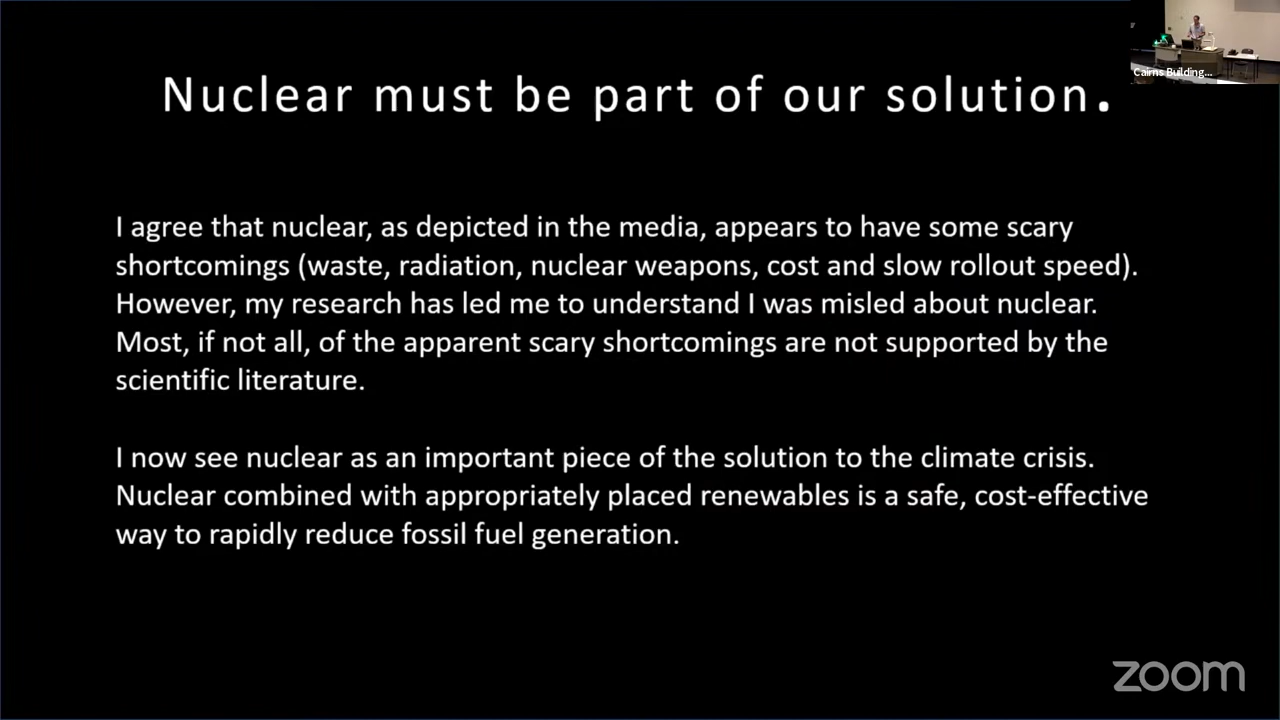 Nuclear must be part of our solution.
Cairns Building...
I agree that nuclear, as depicted in the media, appears to have some scary
shortcomings (waste, radiation, nuclear weapons, cost and slow rollout speed).
However, my research has led me to understand I was misled about nuclear.
Most, if not all, of the apparent scary shortcomings are not supported by the
scientific literature.
I now see nuclear as an important piece of the solution to the climate crisis.
Nuclear combined with appropriately placed renewables is a safe, cost-effective
way to rapidly reduce fossil fuel generation.
zoom